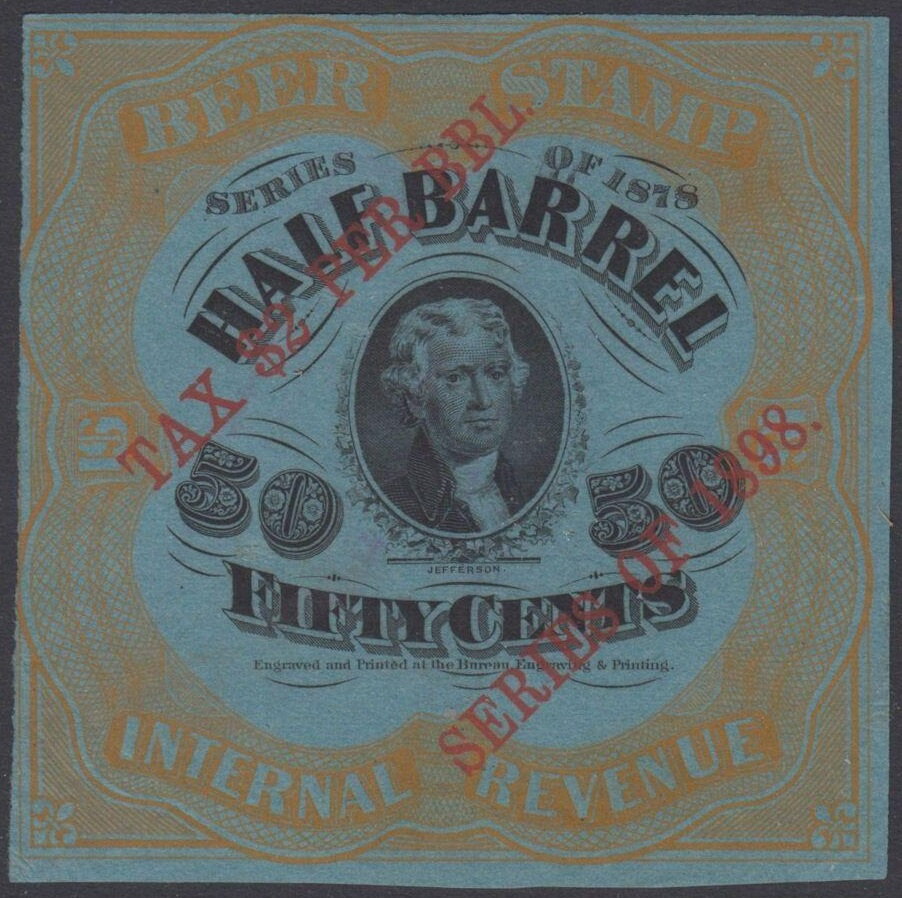 BEER STAMP
SERIES OF 1878
HALF BARREL
TAX $2 PER BBL.
50 50
JEFFERSON.
FIFTY CENTS
SERIES OF 1898.
Engraved and Printed at the Bureau, Engraving & Printing.
INTERNAL REVENUE